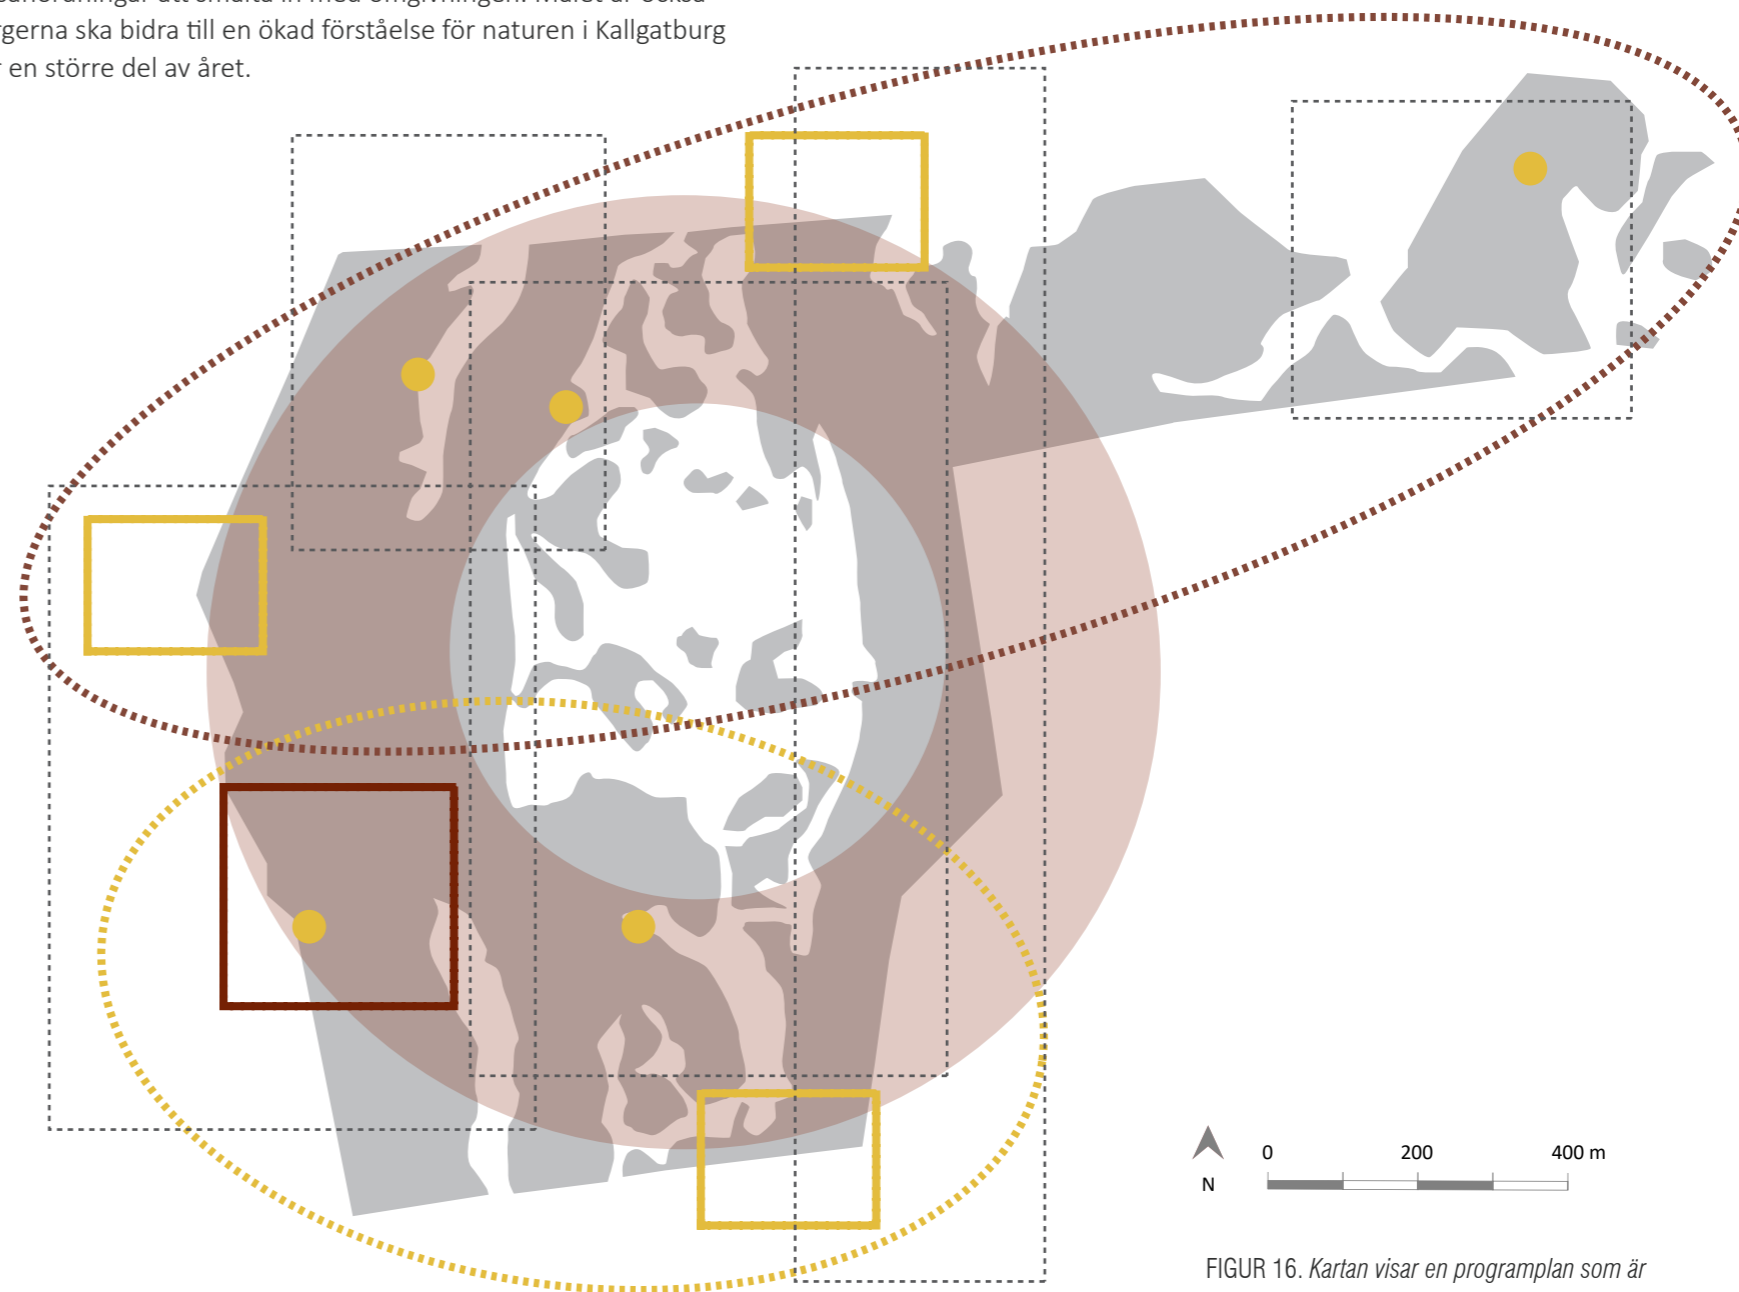 rgerna ska bidra till en ökad förståelse för naturen i Kallgatburg
en större del av året.
0 200 400 m
N
FIGUR 16. Kartan visar en programplan som är